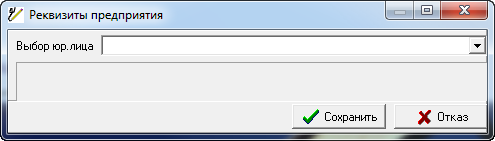 Реквизиты предприятия
Выбор юр.лица
Сохранить
Отказ